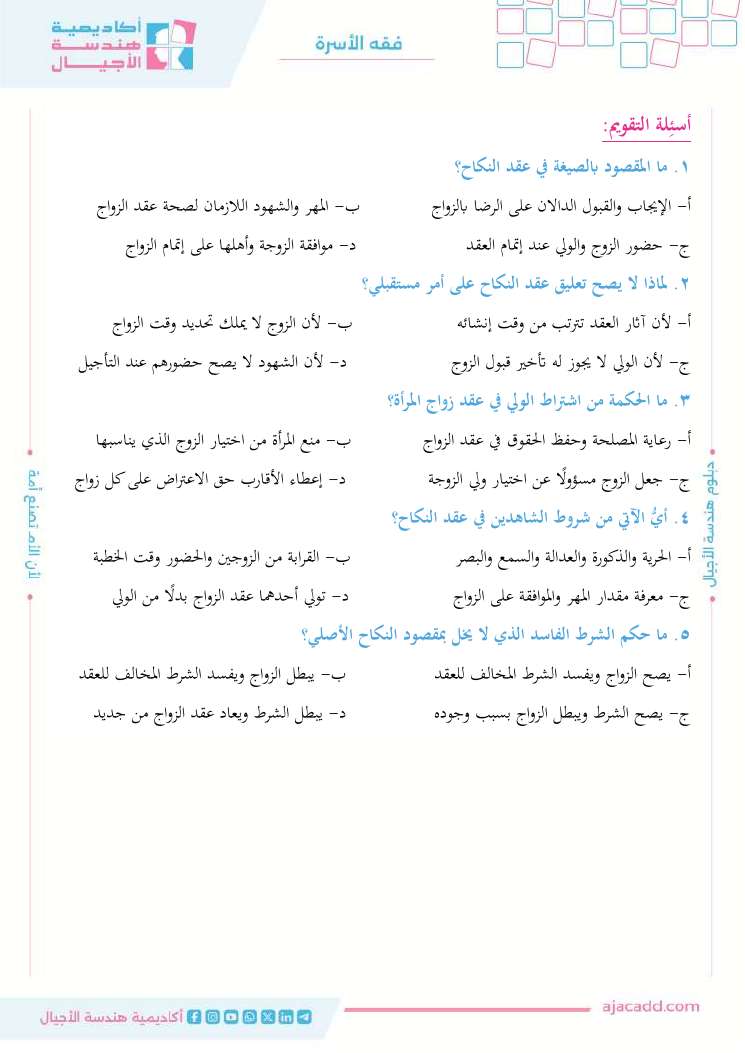 أكاديمية
هندسة
الأجيال
فقه الأسرة
أسئلة التقويم:
١. ما المقصود بالصيغة في عقد النكاح؟
أ- الإيجاب والقبول الدالان على الرضا بالزواج ب- المهر والشهود اللازمان لصحة عقد الزواج
ج- حضور الزوج والولي عند إتمام العقد د- موافقة الزوجة وأهلها على إتمام الزواج
٢. لماذا لا يصح تعليق عقد النكاح على أمر مستقبلي؟
أ- لأن آثار العقد تترتب من وقت إنشائه ب- لأن الزوج لا يملك تحديد وقت الزواج
ج- لأن الولي لا يجوز له تأخير قبول الزوج د- لأن الشهود لا يصح حضورهم عند التأجيل
٣. ما الحكمة من اشتراط الولي في عقد زواج المرأة؟
أ- رعاية المصلحة وحفظ الحقوق في عقد الزواج ب- منع المرأة من اختيار الزوج الذي يناسبها
ج- جعل الزوج مسؤولًا عن اختيار ولي الزوجة د- إعطاء الأقارب حق الاعتراض على كل زواج
٤. أيُّ الآتي من شروط الشاهدين في عقد النكاح؟
أ- الحرية والذكورة والعدالة والسمع والبصر ب- القرابة من الزوجين والحضور وقت الخطبة
ج- معرفة مقدار المهر والموافقة على الزواج د- تولي أحدهما عقد الزواج بدلًا من الولي
٥. ما حكم الشرط الفاسد الذي لا يخل بمقصود النكاح الأصلي؟
أ- يصح الزواج ويفسد الشرط المخالف للعقد ب- يبطل الزواج ويفسد الشرط المخالف للعقد
ج- يصح الشرط ويبطل الزواج بسبب وجوده د- يبطل الشرط ويعاد عقد الزواج من جديد
دبلوم هندسة الأجيال
لأن الأم تصنع أمة
ajacadd.com
أكاديمية هندسة الأجيال